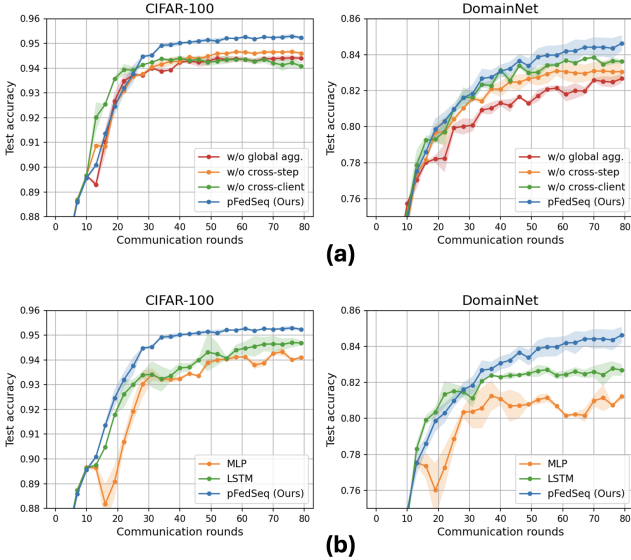 CIFAR-100
0.96
0.95
0.94
0.93
0.92
0.91
0.90
0.89
0.88
Test accuracy
0 10 20 30 40 50 60 70 80
Communication rounds
w/o global agg.
w/o cross-step
w/o cross-client
pFedSeq (Ours)
DomainNet
0.86
0.84
0.82
0.80
0.78
0.76
Test accuracy
0 10 20 30 40 50 60 70 80
Communication rounds
w/o global agg.
w/o cross-step
w/o cross-client
pFedSeq (Ours)
(a)
CIFAR-100
0.96
0.95
0.94
0.93
0.92
0.91
0.90
0.89
0.88
Test accuracy
0 10 20 30 40 50 60 70 80
Communication rounds
MLP
LSTM
pFedSeq (Ours)
DomainNet
0.86
0.84
0.82
0.80
0.78
0.76
Test accuracy
0 10 20 30 40 50 60 70 80
Communication rounds
MLP
LSTM
pFedSeq (Ours)
(b)